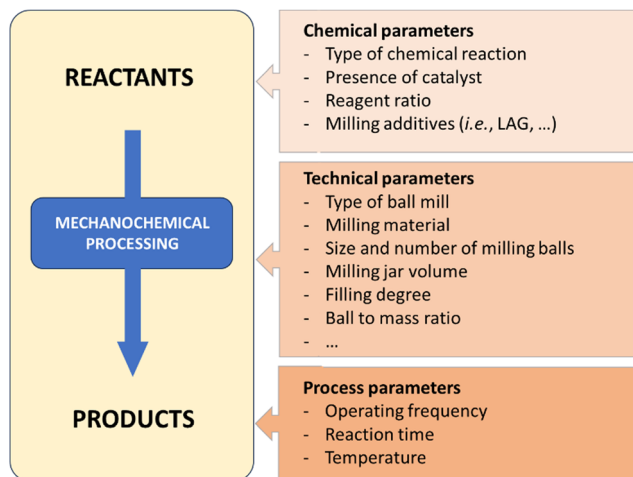 REACTANTS
MECHANOCHEMICAL
PROCESSING
PRODUCTS
Chemical parameters
- Type of chemical reaction
- Presence of catalyst
- Reagent ratio
- Milling additives (i.e., LAG, ...)
Technical parameters
- Type of ball mill
- Milling material
- Size and number of milling balls
- Milling jar volume
- Filling degree
- Ball to mass ratio
- ...
Process parameters
- Operating frequency
- Reaction time
- Temperature